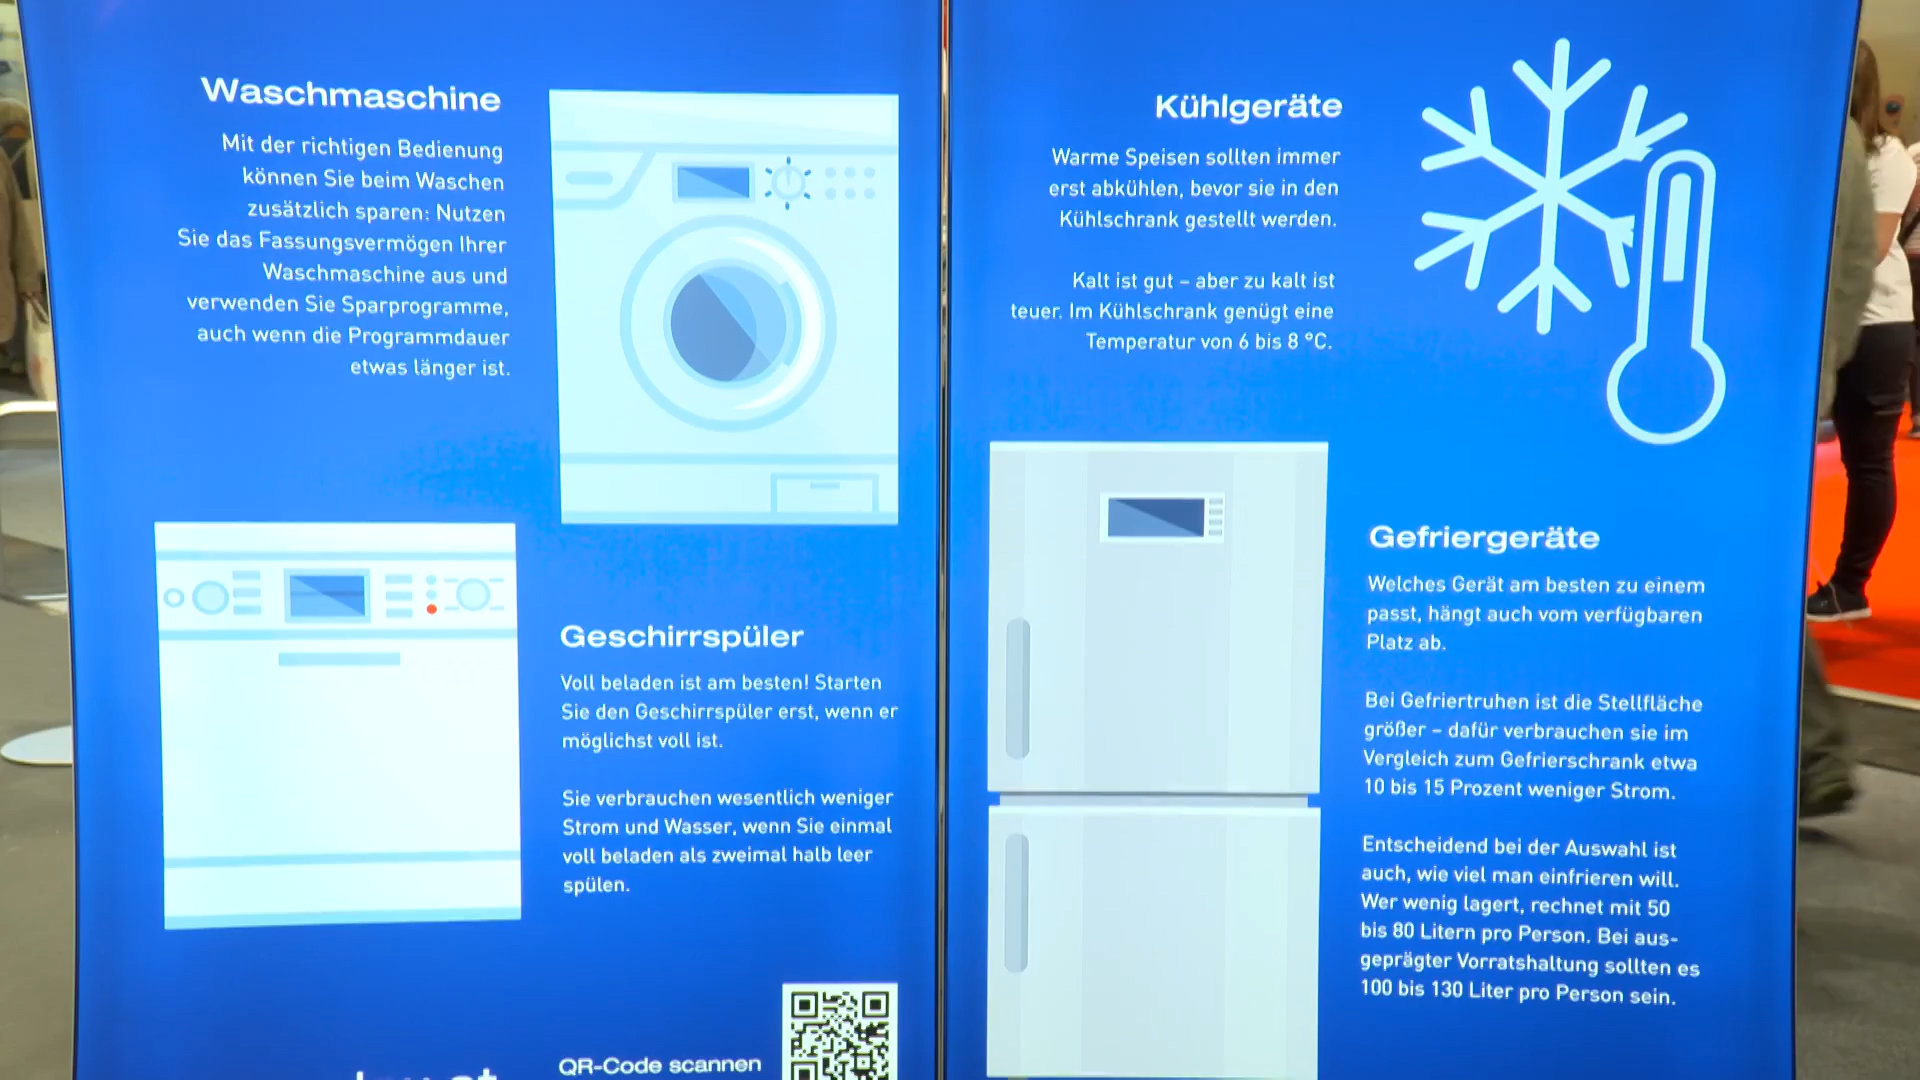 Waschmaschine
Mit der richtigen Bedienung
können Sie beim Waschen
zusätzlich sparen: Nutzen
Sie das Fassungsvermögen Ihrer
Waschmaschine aus und
verwenden Sie Sparprogramme,
auch wenn die Programmdauer
etwas länger ist.
Geschirrspüler
Voll beladen ist am besten! Starten
Sie den Geschirrspüler erst, wenn er
möglichst voll ist.
Sie verbrauchen wesentlich weniger
Strom und Wasser, wenn Sie einmal
voll beladen als zweimal halb leer
spülen.
QR-Code scannen
Kühlgeräte
Warme Speisen sollten immer
erst abkühlen, bevor sie in den
Kühlschrank gestellt werden.
Kalt ist gut – aber zu kalt ist
teuer. Im Kühlschrank genügt eine
Temperatur von 6 bis 8 °C.
Gefriergeräte
Welches Gerät am besten zu einem
passt, hängt auch vom verfügbaren
Platz ab.
Bei Gefriertruhen ist die Stellfläche
größer – dafür verbrauchen sie im
Vergleich zum Gefrierschrank etwa
10 bis 15 Prozent weniger Strom.
Entscheidend bei der Auswahl ist
auch, wie viel man einfrieren will.
Wer wenig lagert, rechnet mit 50
bis 80 Litern pro Person. Bei aus-
geprägter Vorratshaltung sollten es
100 bis 130 Liter pro Person sein.